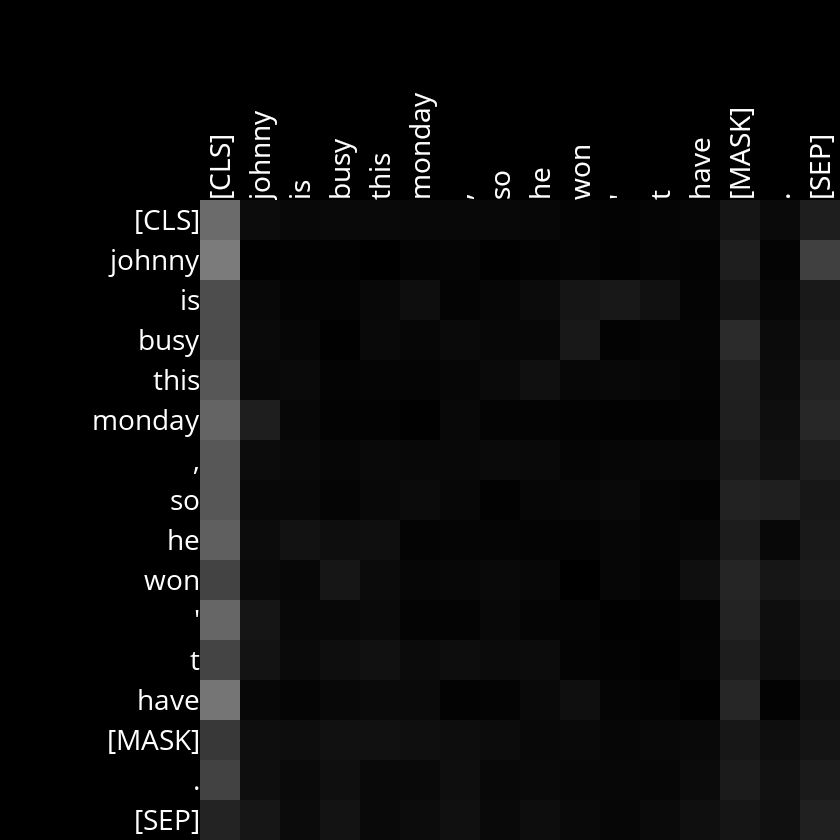 [CLS] johnny is busy this monday , so he won ' t have [MASK] . [SEP]
[CLS]
johnny
is
busy
this
monday
,
so
he
won
'
t
have
[MASK]
.
[SEP]